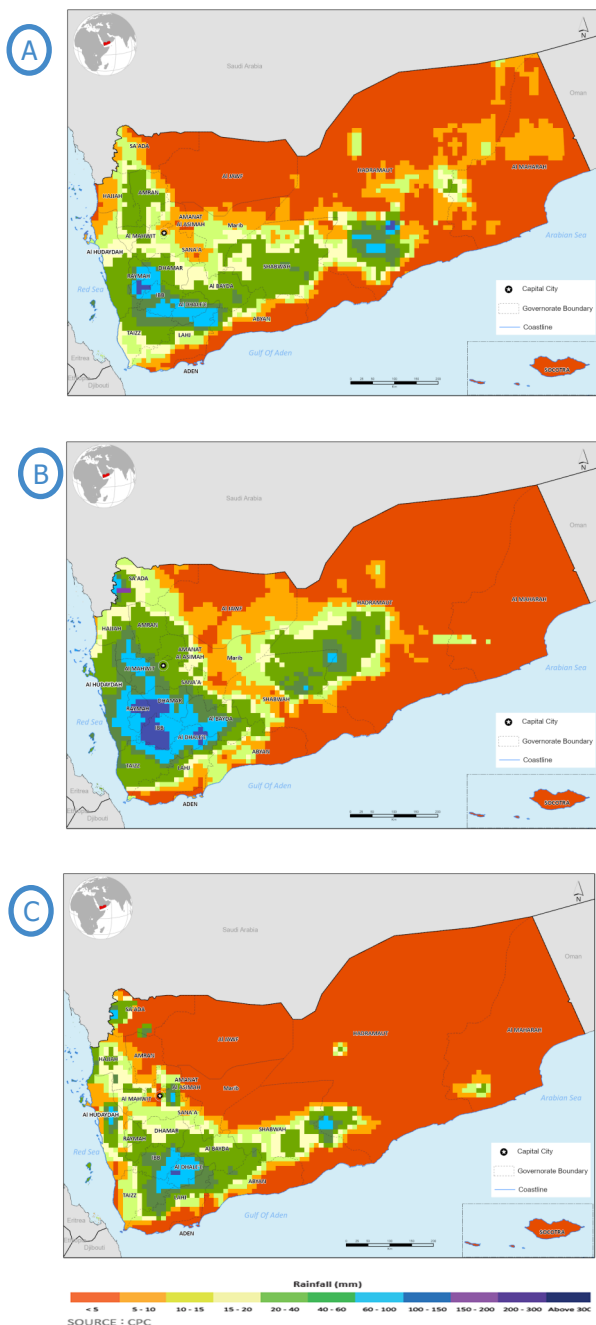 A
N
Saudi Arabia
Oman
SA'ADA
AL JAWF
HADRAMAUT
AL MAHARAH
AMRAN
HAJJAH
AMANAT
AL ASIMAH
Marib
Al MAHWIT
Al HUDAYDAH
SANA'A
Arabian Sea
DHAMAR
SHABWAH
RAYMAH
Al BAYDA
Capital City
Red Sea
IBB
AL DHALE'E
Governorate Boundary
ABYAN
TAIZZ
LAHJ
Coastline
Gulf Of Aden
Eritrea
ADEN
SOCOTRA
Djibouti
B
N
Saudi Arabia
Oman
SA'ADA
AL JAWF
HADRAMAUT
AMRAN
HAJJAH
AMANAT
AL ASIMAH
Marib
Al MAHWIT
Arabian Sea
Al HUDAYDAH
SANA'A
SHABWAH
DHAMAR
RAYMAH
Al BAYDA
Capital City
Red Sea
IBB
AL DHALE'E
Governorate Boundary
ABYAN
TAIZZ
LAHJ
Coastline
Gulf Of Aden
Eritrea
ADEN
SOCOTRA
Djibouti
C
N
Saudi Arabia
Oman
SA'ADA
AL JAWF
HADRAMAUT
AL MAHARAH
HAJJAH
AMRAN
AMANAT
AL ASIMAH
Marib
Al MAHWIT
Arabian Sea
Al HUDAYDAH
SANA'A
DHAMAR
SHABWAH
RAYMAH
Al BAYDA
Capital City
Red Sea
IBB
Al DHALE'E
Governorate Boundary
ABYAN
TAIZZ
LAHJ
Coastline
Gulf Of Aden
Eritrea
ADEN
SOCOTRA
Djibouti
Rainfall (mm)
< 5 5 - 10 10 - 15 15 - 20 20 - 40 40 - 60 60 - 100 100 - 150 150 - 200 200 - 300 Above 300
SOURCE : CPC